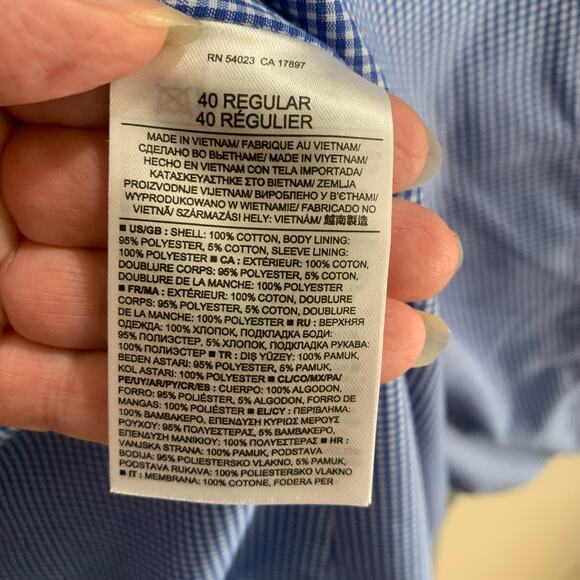 RN 54023 CA 17897
40 REGULAR
40 RÉGULIER
MADE IN VIETNAM/ FABRIQUE AU VIETNAM/
СДЕЛАНО ВО ВЬЕТНАМЕ/ MADE IN VIYETNAM/
HECHO EN VIETNAM CON TELA IMPORTADA/
ΚΑΤΑΣΚΕΥΑΣΤΗΚΕ ΣΤΟ ΒΙΕΤΝΑΜ/ ZEMLJA
PROIZVODNJE VIJETNAM/ ВИРОБЛЕНО У В'ЄТНАМІ/
WYPRODUKOWANO W WIETNAMIE/ FABRICADO NO
VIETNÃ/ SZÁRMAZÁSI HELY: VIETNÁM/ 越南製造
■ US/GB : SHELL: 100% COTTON, BODY LINING:
95% POLYESTER, 5% COTTON, SLEEVE LINING:
100% POLYESTER ■ CA : EXTÉRIEUR: 100% COTON,
DOUBLURE CORPS: 95% POLYESTER, 5% COTON,
DOUBLURE DE LA MANCHE: 100% POLYESTER
■ FR/MA : EXTÉRIEUR: 100% COTON, DOUBLURE
CORPS: 95% POLYESTER, 5% COTON, DOUBLURE
DE LA MANCHE: 100% POLYESTER ■ RU : ВЕРХНЯЯ
ОДЕЖДА: 100% ХЛОПОК, ПОДКЛАДКА БОДИ:
95% ПОЛИЭСТЕР, 5% ХЛОПОК, ПОДКЛАДКА РУКАВА:
100% ПОЛИЭСТЕР ■ TR : DIŞ YÜZEY: 100% PAMUK,
BEDEN ASTARI: 95% POLYESTER, 5% PAMUK,
KOL ASTARI: 100% POLYESTER ■ CL/CO/MX/PA/
PE/UY/AR/PY/CR/ES : CUERPO: 100% ALGODON,
FORRO: 95% POLIÉSTER, 5% ALGODON, FORRO DE
MANGAS: 100% POLIÉSTER ■ EL/CY : ΠΕΡΙΒΛΗΜΑ:
100% ΒΑΜΒΑΚΕΡΟ, ΕΠΕΝΔΥΣΗ ΚΥΡΙΩΣ ΜΕΡΟΥΣ
ΡΟΥΧΟΥ: 95% ΠΟΛΥΕΣΤΕΡΑΣ, 5% ΒΑΜΒΑΚΕΡΟ,
ΕΠΕΝΔΥΣΗ ΜΑΝΙΚΙΟΥ: 100% ΠΟΛΥΕΣΤΕΡΑΣ ■ HR :
VANJSKA STRANA: 100% PAMUK, PODSTAVA
BODIJA: 95% POLIESTERSKO VLAKNO, 5% PAMUK,
PODSTAVA RUKAVA: 100% POLIESTERSKO VLAKNO
■ IT : MEMBRANA: 100% COTONE, FODERA PER